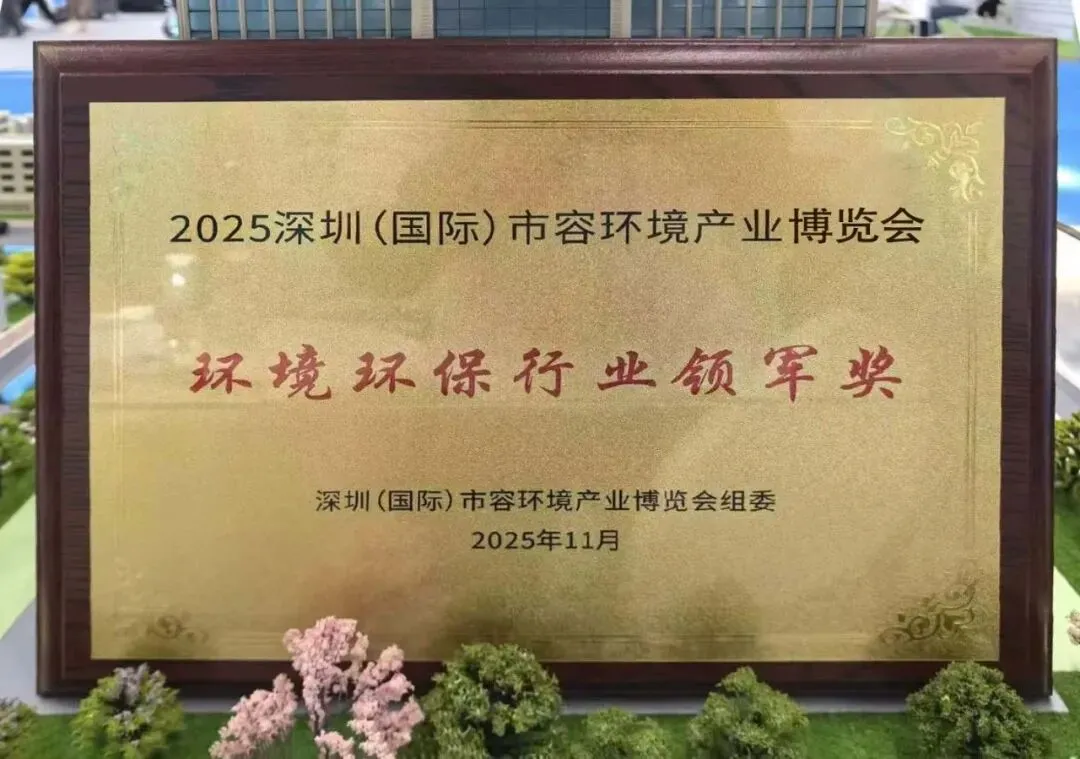 2025深圳（国际）市容环境产业博览会
环境环保行业领军奖
深圳（国际）市容环境产业博览会组委
2025年11月